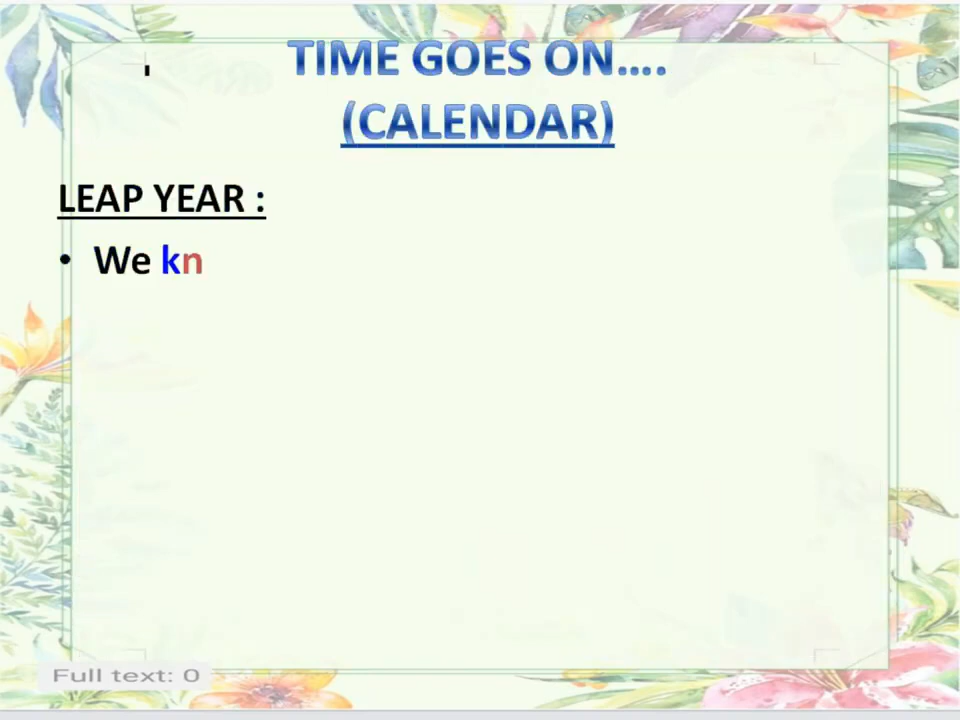 TIME GOES ON....
(CALENDAR)
LEAP YEAR :
• We kn
Full text: 0